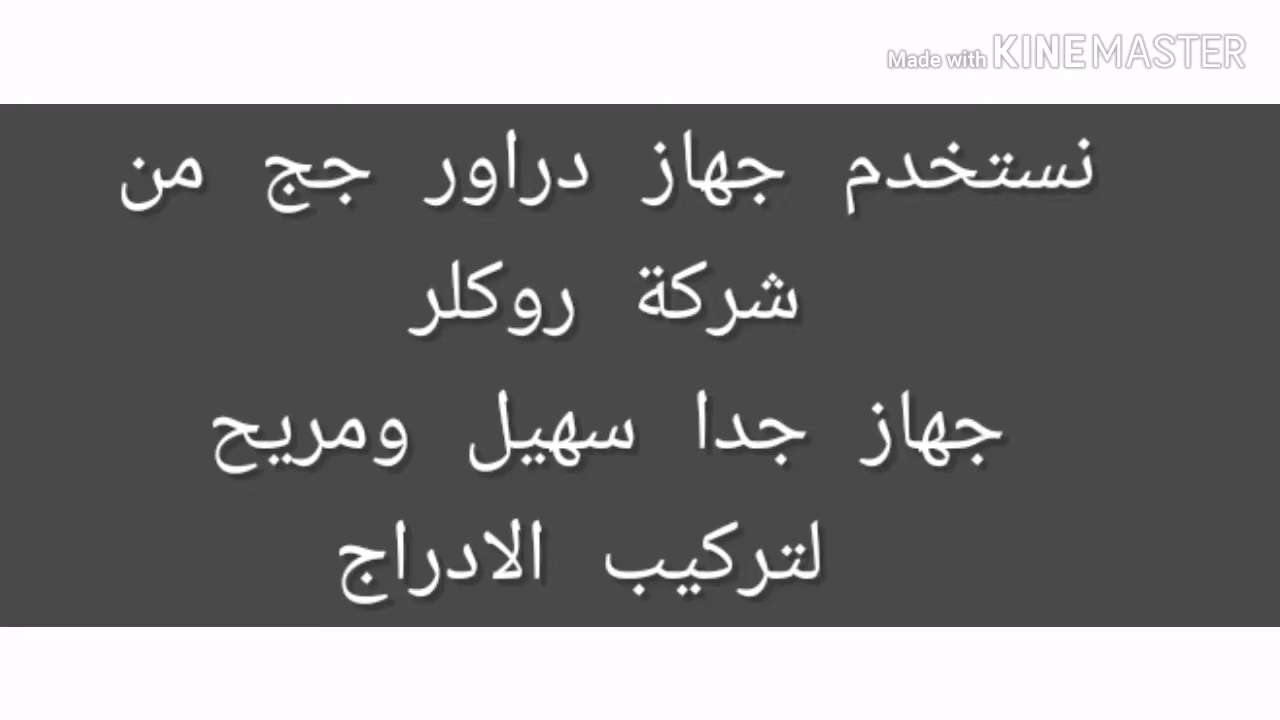 Made with KINEMASTER
نستخدم جهاز دراور جج من
شركة روكلر
جهاز جدا سهيل ومريح
لتركيب الادراج